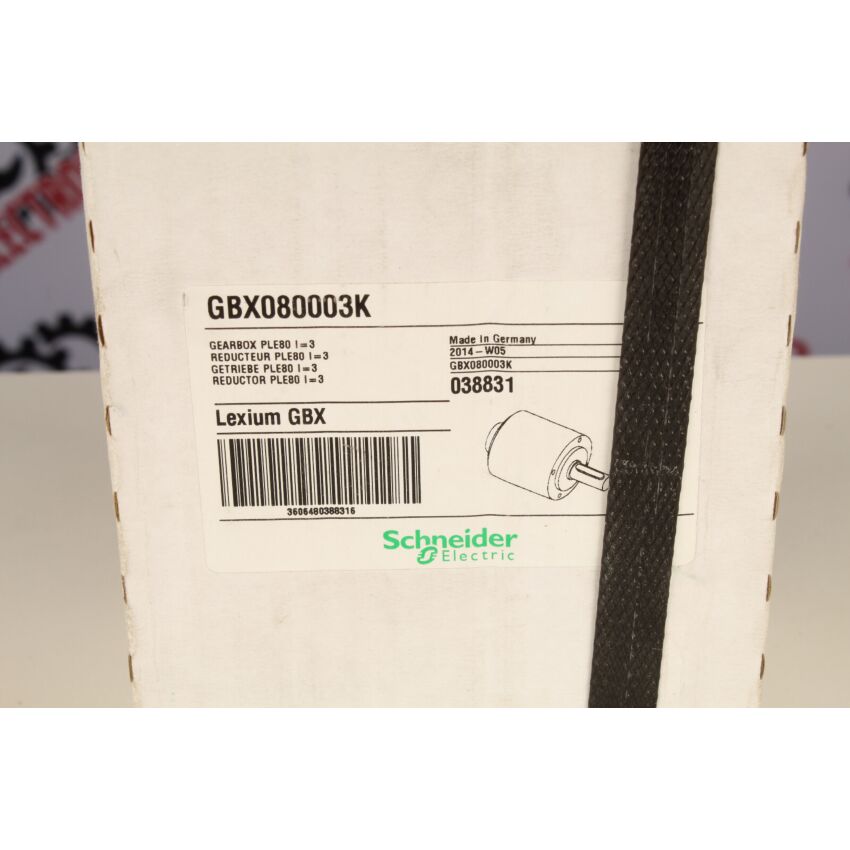 GBX080003K
GEARBOX PLE80 I=3
REDUCTEUR PLE80 I=3
GETRIEBE PLE80 I=3
REDUCTOR PLE80 I=3
Made In Germany
2014-W05
GBX080003K
038831
Lexium GBX
3606480388316
Schneider
Electric